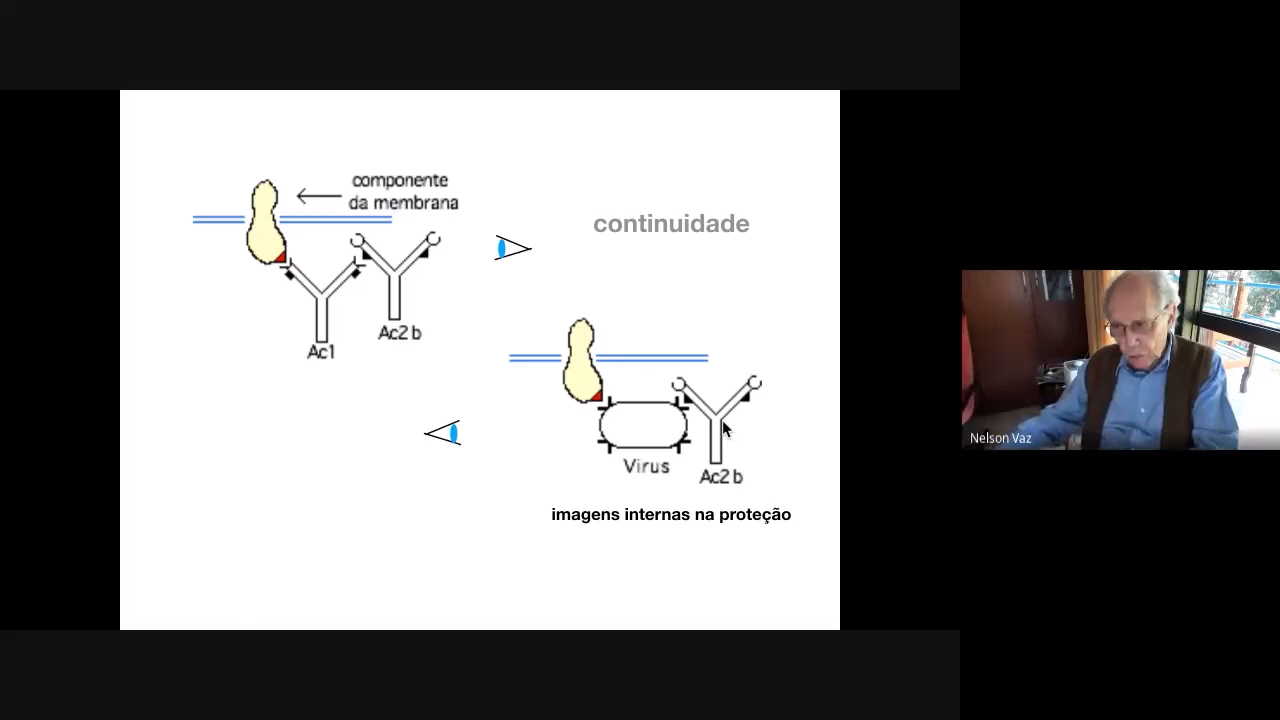 componente
da membrana
continuidade
Ac2 b
Ac1
Virus
Ac2 b
imagens internas na proteção
Nelson Vaz